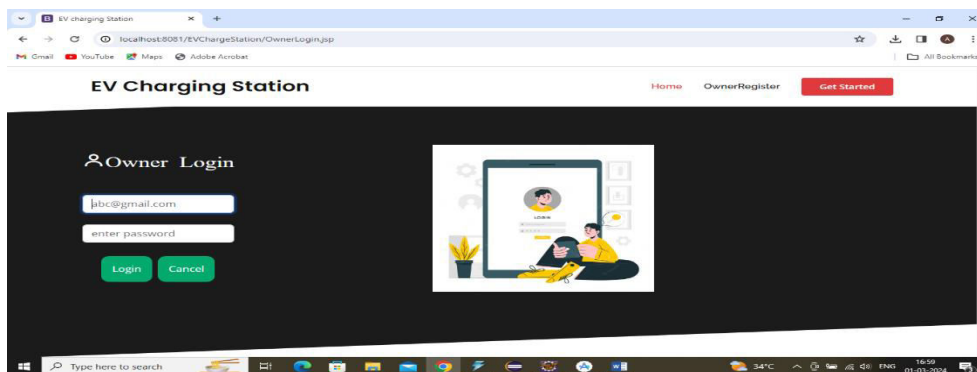 EV charging Station
localhost:8081/EVChargeStation/OwnerLogin.jsp
Gmail YouTube Maps Adobe Acrobat All Bookmarks
EV Charging Station Home OwnerRegister Get Started
Owner Login
abc@gmail.com
enter password
Login Cancel
LOGIN
Type here to search 34°C ENG 16:59
01-03-2024